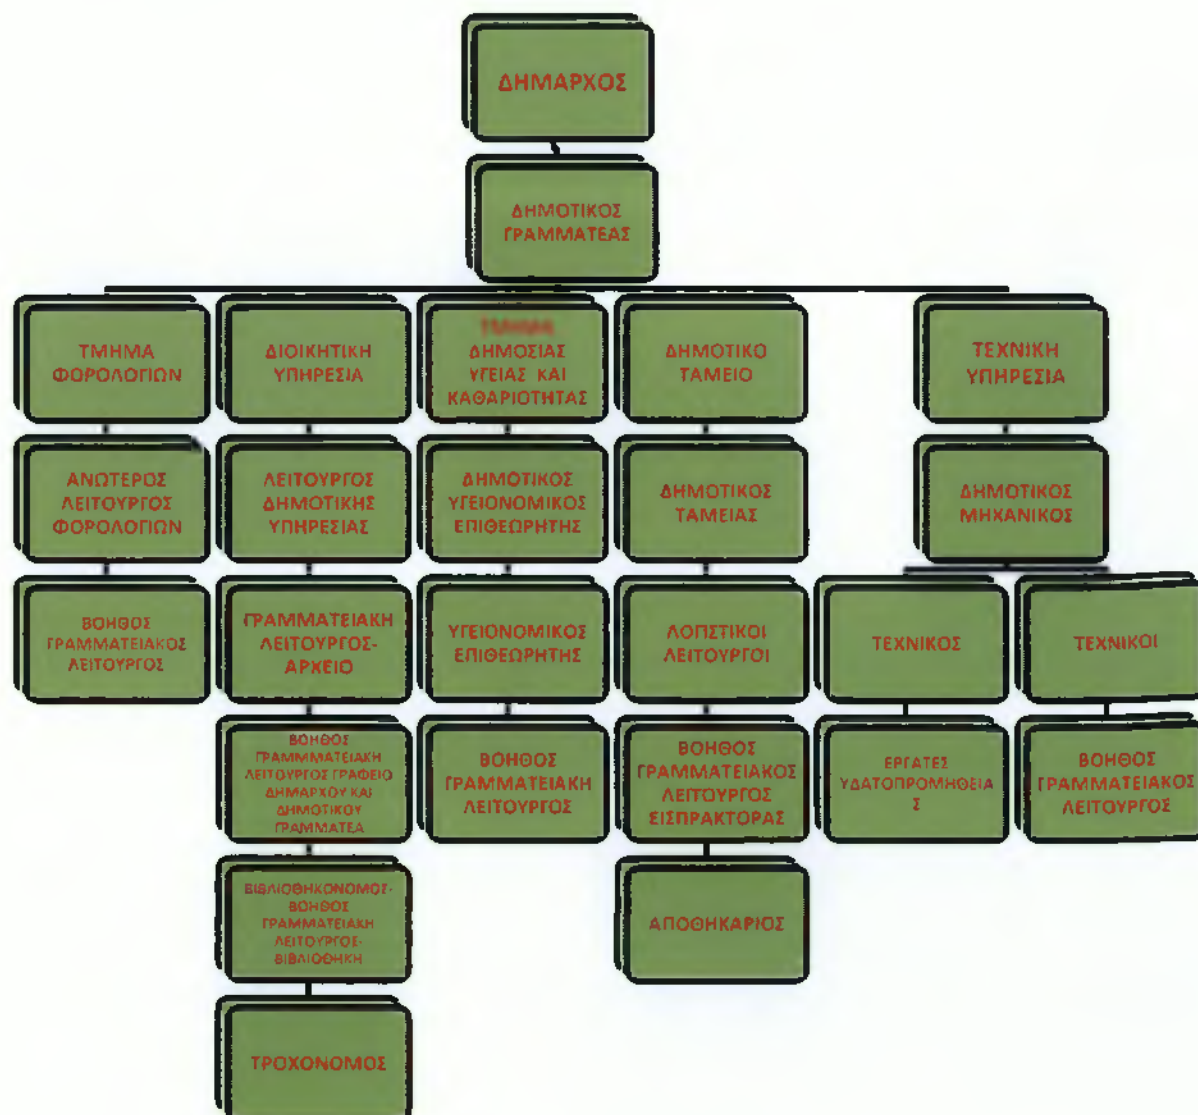 ΔΗΜΑΡΧΟΣ
ΔΗΜΟΤΙΚΟΣ
ΓΡΑΜΜΑΤΕΑΣ
ΤΜΗΜΑ
ΦΟΡΟΛΟΓΙΩΝ
ΔΙΟΙΚΗΤΙΚΗ
ΥΠΗΡΕΣΙΑ
ΤΜΗΜΑ
ΔΗΜΟΣΙΑΣ
ΥΓΕΙΑΣ ΚΑΙ
ΚΑΘΑΡΙΟΤΗΤΑΣ
ΔΗΜΟΤΙΚΟ
ΤΑΜΕΙΟ
ΤΕΧΝΙΚΗ
ΥΠΗΡΕΣΙΑ
ΑΝΩΤΕΡΟΣ
ΛΕΙΤΟΥΡΓΟΣ
ΦΟΡΟΛΟΓΙΩΝ
ΛΕΙΤΟΥΡΓΟΣ
ΔΗΜΟΤΙΚΗΣ
ΥΠΗΡΕΣΙΑΣ
ΔΗΜΟΤΙΚΟΣ
ΥΓΕΙΟΝΟΜΙΚΟΣ
ΕΠΙΘΕΩΡΗΤΗΣ
ΔΗΜΟΤΙΚΟΣ
ΤΑΜΕΙΑΣ
ΔΗΜΟΤΙΚΟΣ
ΜΗΧΑΝΙΚΟΣ
ΒΟΗΘΟΣ
ΓΡΑΜΜΑΤΕΙΑΚΟΣ
ΛΕΙΤΟΥΡΓΟΣ
ΓΡΑΜΜΑΤΕΙΑΚΗ
ΛΕΙΤΟΥΡΓΟΣ-
ΑΡΧΕΙΟ
ΥΓΕΙΟΝΟΜΙΚΟΣ
ΕΠΙΘΕΩΡΗΤΗΣ
ΛΟΓΙΣΤΙΚΟΙ
ΛΕΙΤΟΥΡΓΟΙ
ΤΕΧΝΙΚΟΣ
ΤΕΧΝΙΚΟΙ
ΒΟΗΘΟΣ
ΓΡΑΜΜΜΑΤΕΙΑΚΗ
ΛΕΙΤΟΥΡΓΟΣ ΓΡΑΦΕΙΟ
ΔΗΜΑΡΧΟΥ ΚΑΙ
ΔΗΜΟΤΙΚΟΥ
ΓΡΑΜΜΑΤΕΑ
ΒΟΗΘΟΣ
ΓΡΑΜΜΑΤΕΙΑΚΗ
ΛΕΙΤΟΥΡΓΟΣ
ΒΟΗΘΟΣ
ΓΡΑΜΜΑΤΕΙΑΚΟΣ
ΛΕΙΤΟΥΡΓΟΣ
ΕΙΣΠΡΑΚΤΟΡΑΣ
ΕΡΓΑΤΕΣ
ΥΔΑΤΟΠΡΟΜΗΘΕΙΑ
Σ
ΒΟΗΘΟΣ
ΓΡΑΜΜΑΤΕΙΑΚΟΣ
ΛΕΙΤΟΥΡΓΟΣ
ΒΙΒΛΙΟΘΗΚΟΝΟΜΟΣ-
ΒΟΗΘΟΣ
ΓΡΑΜΜΑΤΕΙΑΚΗ
ΛΕΙΤΟΥΡΓΟΣ-
ΒΙΒΛΙΟΘΗΚΗ
ΑΠΟΘΗΚΑΡΙΟΣ
ΤΡΟΧΟΝΟΜΟΣ